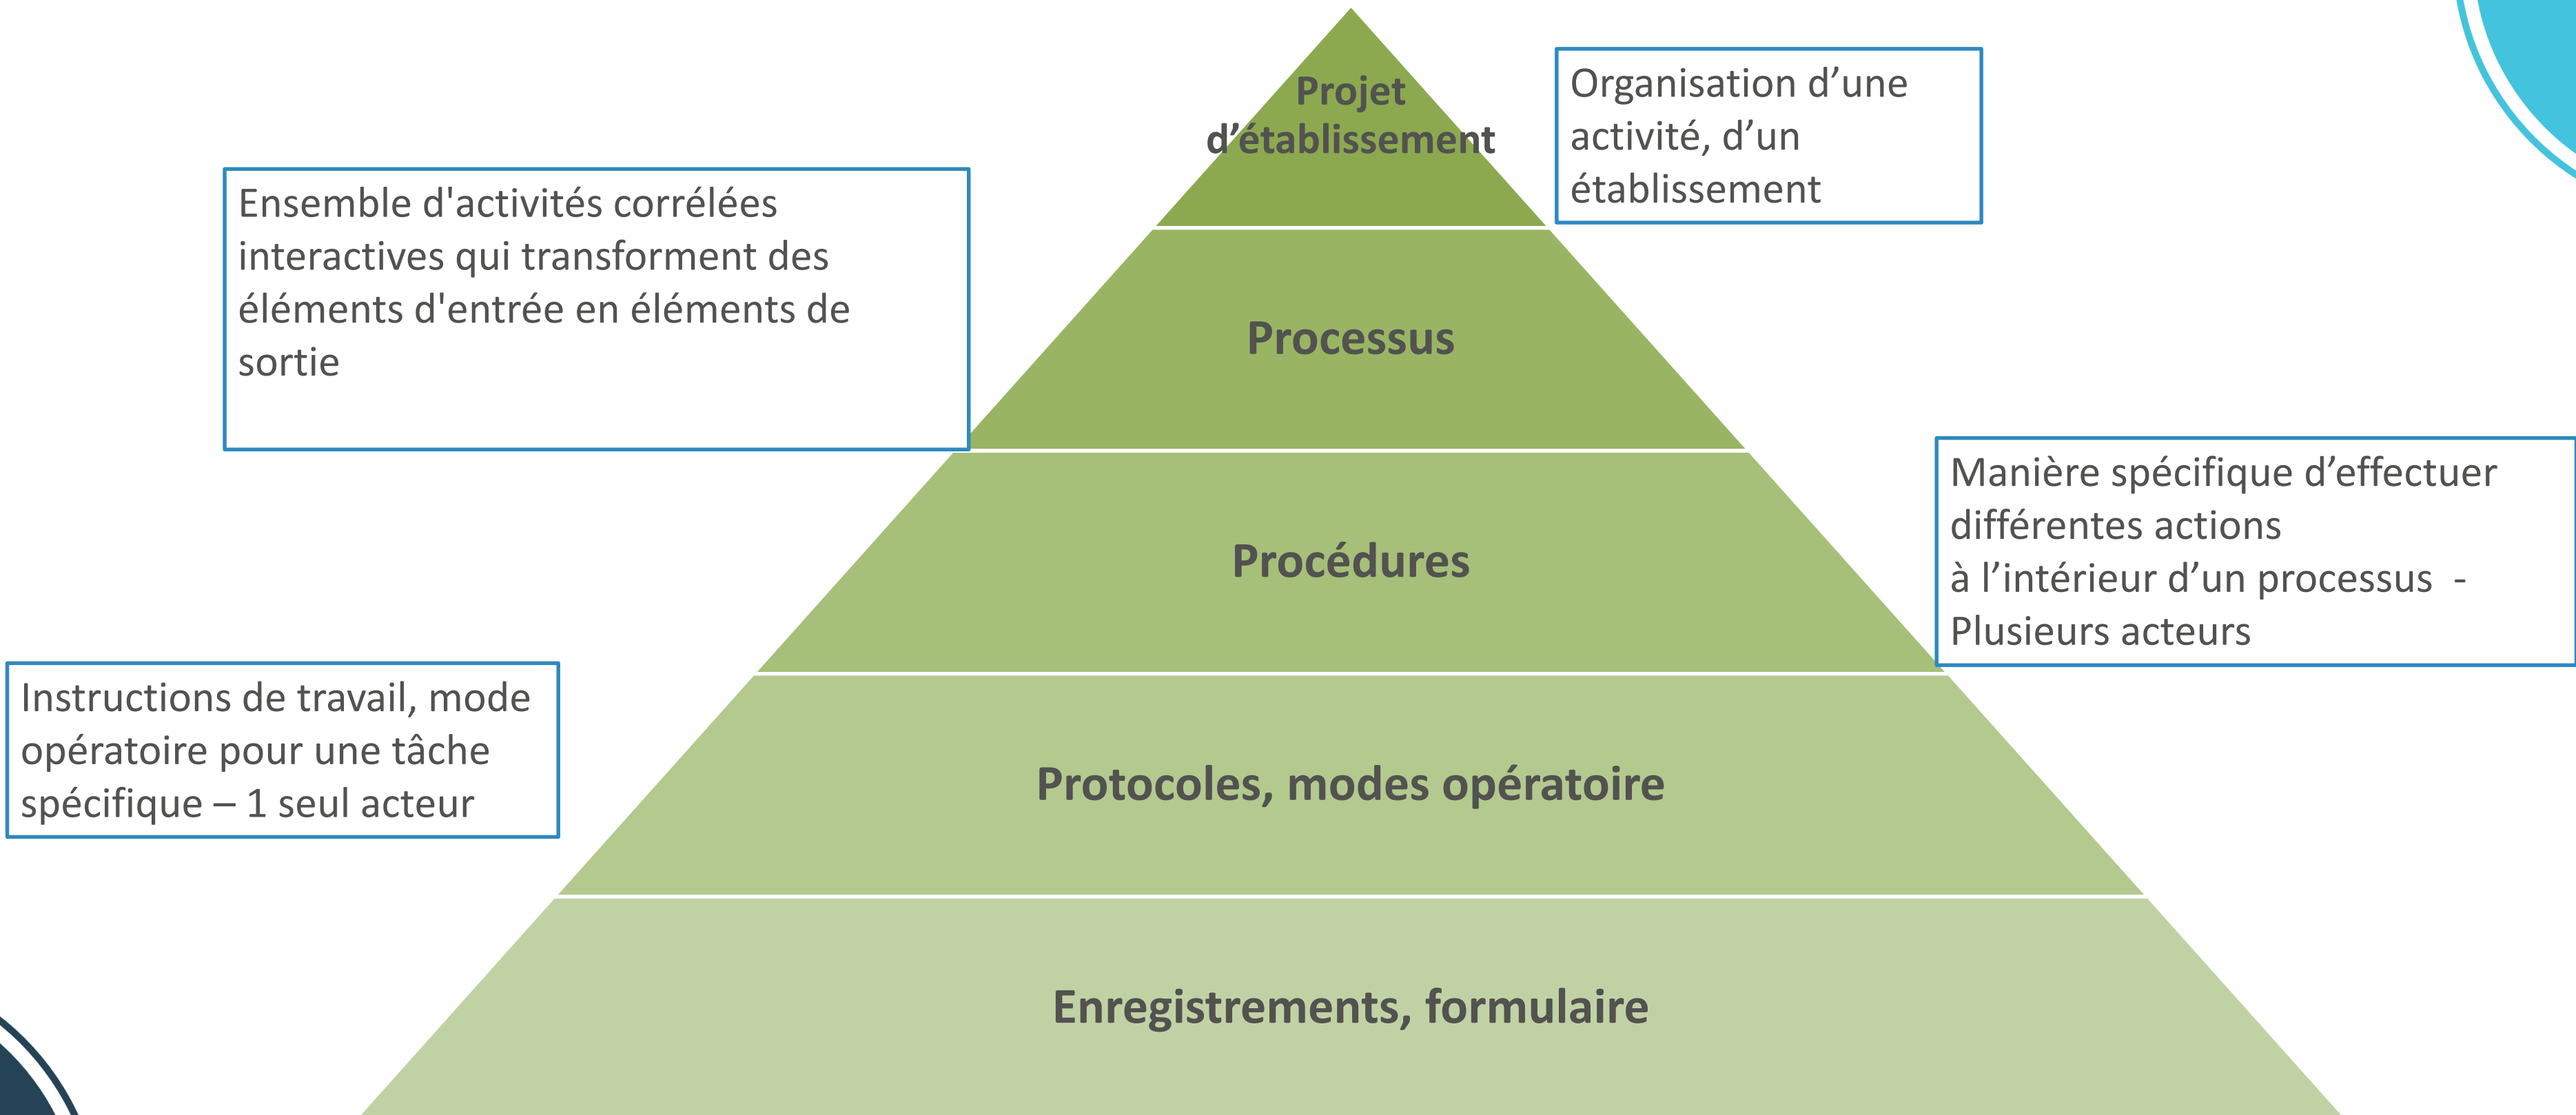 Projet
d’établissement
Organisation d’une
activité, d’un
établissement
Ensemble d'activités corrélées
interactives qui transforment des
éléments d'entrée en éléments de
sortie
Processus
Manière spécifique d’effectuer
différentes actions
à l’intérieur d’un processus  -
Plusieurs acteurs
Procédures
Instructions de travail, mode
opératoire pour une tâche
spécifique – 1 seul acteur
Protocoles, modes opératoire
Enregistrements, formulaire